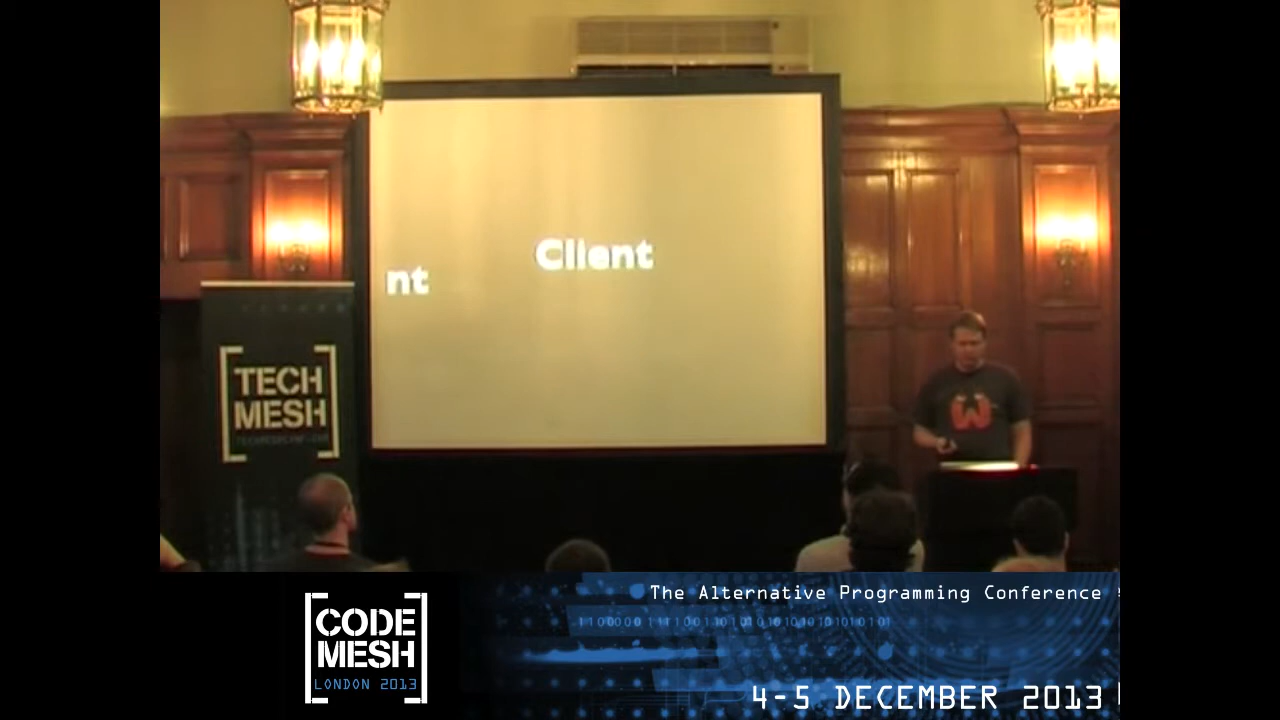 Client
nt
TECH
MESH
W
The Alternative Programming Conference
CODE
MESH
LONDON 2013
4-5 DECEMBER 2013